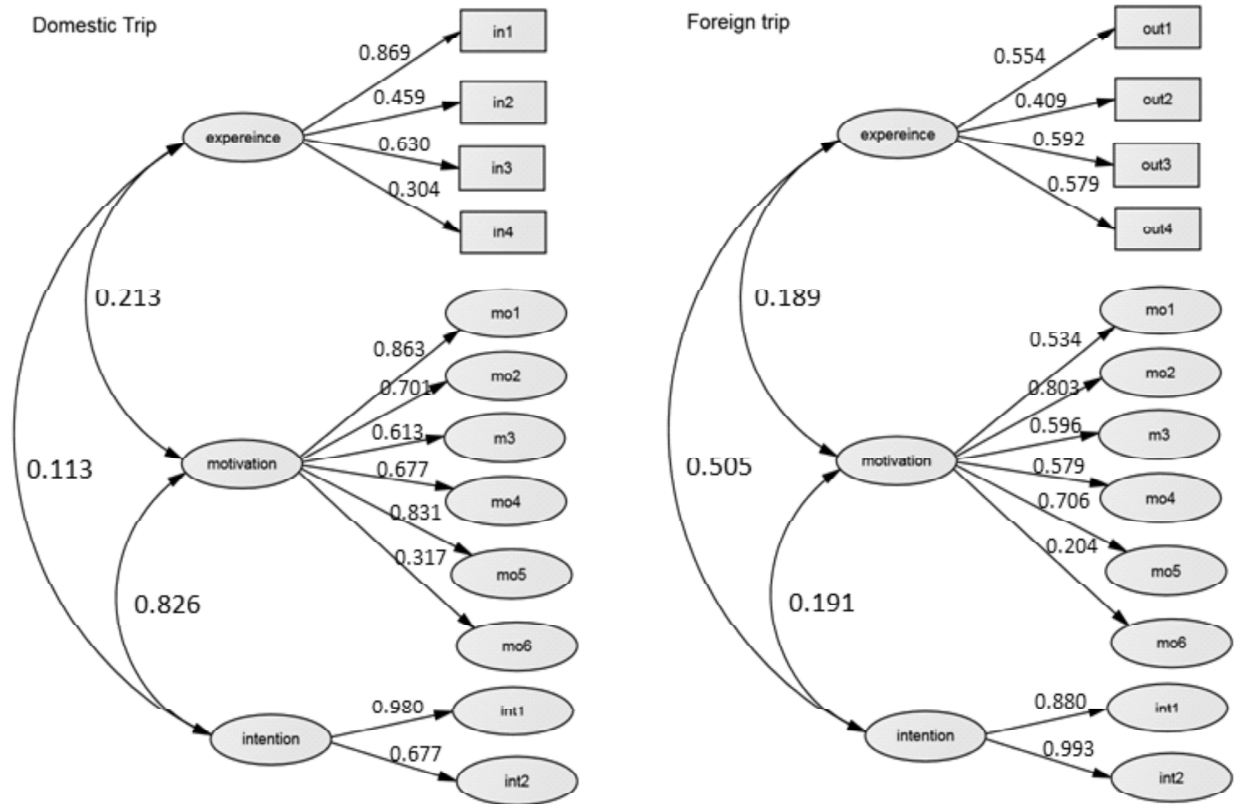 Domestic Trip
0.869
in1
0.459
in2
expereince
0.630
in3
0.304
in4
0.213
mo1
0.863
mo2
0.701
0.613
m3
motivation
0.677
mo4
0.113
0.831
0.317
mo5
0.826
mo6
0.980
int1
intention
0.677
int2
Foreign trip
out1
0.554
out2
0.409
expereince
0.592
out3
0.579
out4
0.189
mo1
0.534
mo2
0.803
0.596
m3
motivation
0.579
mo4
0.505
0.706
0.204
mo5
0.191
mo6
0.880
int1
intention
0.993
int2